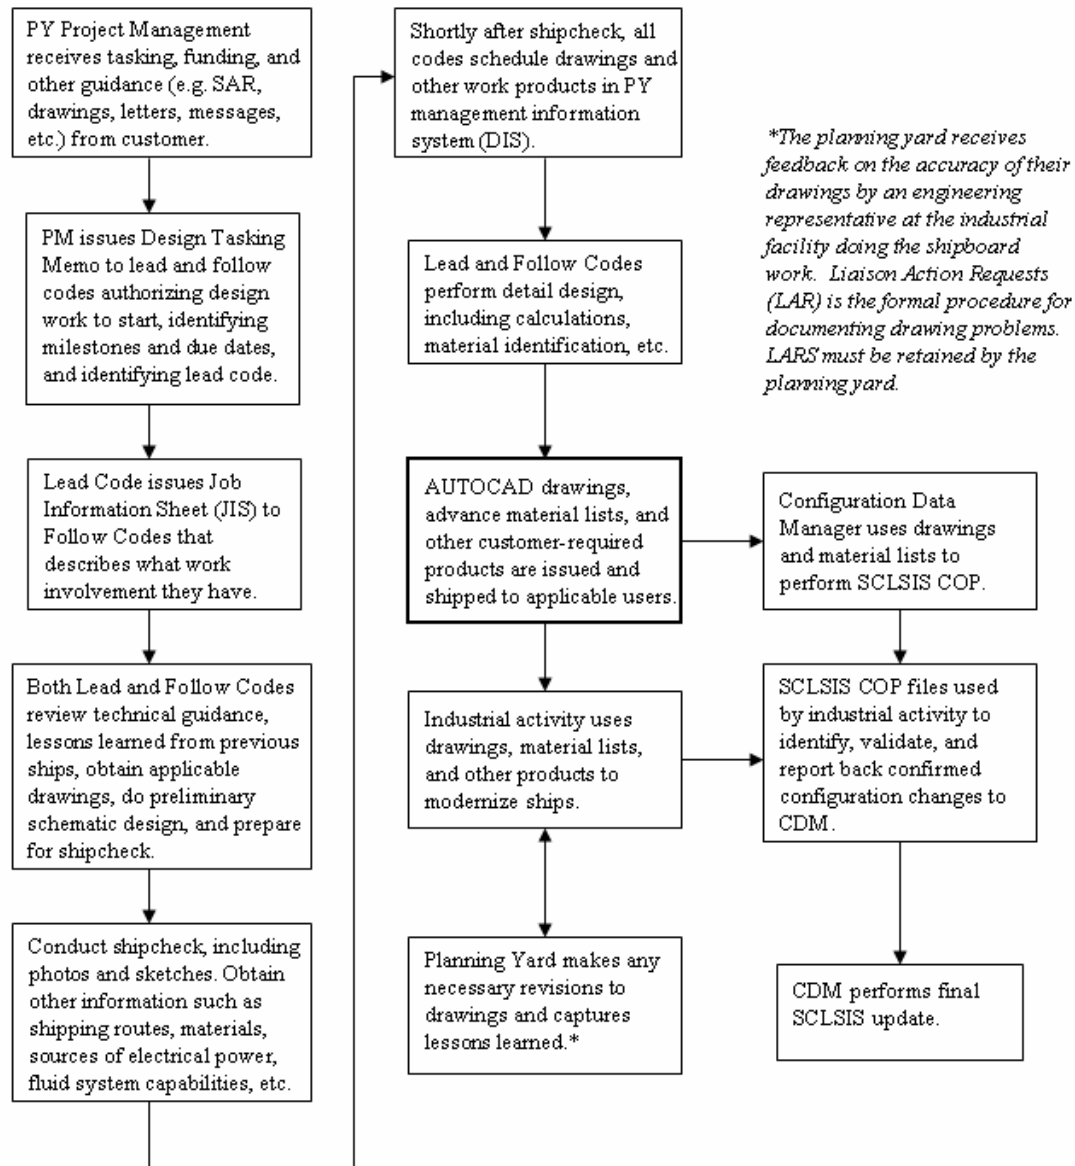 PY Project Management
receives tasking, funding, and
other guidance (e.g. SAR,
drawings, letters, messages,
etc.) from customer.
PM issues Design Tasking
Memo to lead and follow
codes authorizing design
work to start, identifying
milestones and due dates,
and identifying lead code.
Lead Code issues Job
Information Sheet (JIS) to
Follow Codes that
describes what work
involvement they have.
Both Lead and Follow Codes
review technical guidance,
lessons learned from previous
ships, obtain applicable
drawings, do preliminary
schematic design, and prepare
for shipcheck.
Conduct shipcheck, including
photos and sketches. Obtain
other information such as
shipping routes, materials,
sources of electrical power,
fluid system capabilities, etc.
Shortly after shipcheck, all
codes schedule drawings and
other work products in PY
management information
system (DIS).
Lead and Follow Codes
perform detail design,
including calculations,
material identification, etc.
AUTOCAD drawings,
advance material lists, and
other customer-required
products are issued and
shipped to applicable users.
Industrial activity uses
drawings, material lists,
and other products to
modernize ships.
Planning Yard makes any
necessary revisions to
drawings and captures
lessons learned.*
*The planning yard receives
feedback on the accuracy of their
drawings by an engineering
representative at the industrial
facility doing the shipboard
work. Liaison Action Requests
(LAR) is the formal procedure for
documenting drawing problems.
LARS must be retained by the
planning yard.
Configuration Data
Manager uses drawings
and material lists to
perform SCLSIS COP.
SCLSIS COP files used
by industrial activity to
identify, validate, and
report back confirmed
configuration changes to
CDM.
CDM performs final
SCLSIS update.